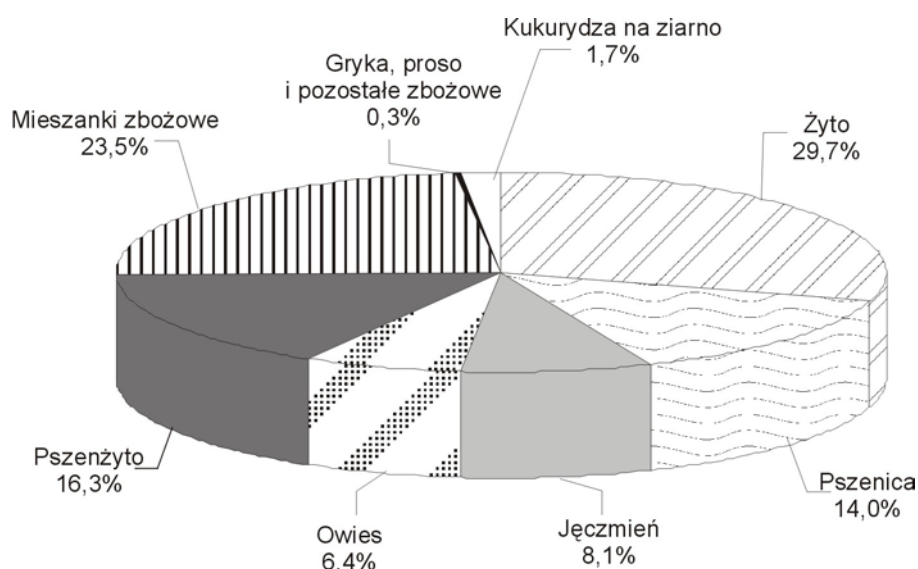 Kukurydza na ziarno
1,7%
Gryka, proso
i pozostałe zbożowe
0,3%
Mieszanki zbożowe
23,5%
Żyto
29,7%
Pszenżyto
16,3%
Pszenica
14,0%
Owies
6,4%
Jęczmień
8,1%